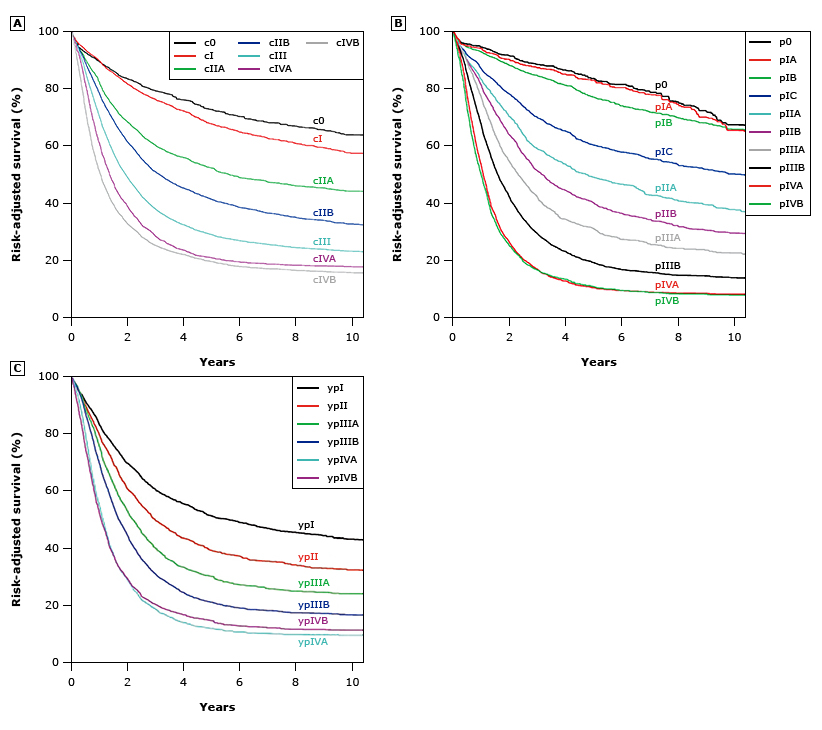 A
Risk-adjusted survival (%)
100
80
60
40
20
0
c0 cIIB cIVB
cI cIII
cIIA cIVA
c0
cI
cIIA
cIIB
cIII
cIVA
cIVB
0 2 4 6 8 10
Years
B
Risk-adjusted survival (%)
100
80
60
40
20
0
p0
pIA
pIB
pIC
pIIA
pIIB
pIIIA
pIIIB
pIVA
pIVB
p0
pIA
pIB
pIC
pIIA
pIIB
pIIIA
pIIIB
pIVA
pIVB
0 2 4 6 8 10
Years
C
Risk-adjusted survival (%)
100
80
60
40
20
0
ypI
ypII
ypIIIA
ypIIIB
ypIVA
ypIVB
ypI
ypII
ypIIIA
ypIIIB
ypIVB
ypIVA
0 2 4 6 8 10
Years